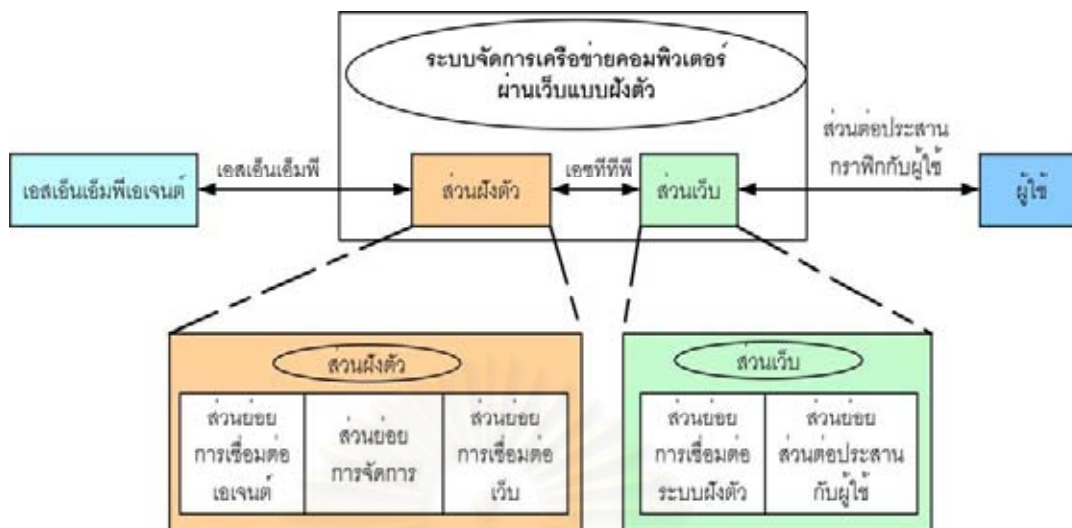 ระบบจัดการเครือข่ายคอมพิวเตอร์
ผ่านเว็บแบบฝังตัว
ส่วนต่อประสาน
กราฟิกกับผู้ใช้
เอสเอ็นเอ็มพีเอเจนต์
เอสเอ็นเอ็มพี
ส่วนฝังตัว
เอชทีทีพี
ส่วนเว็บ
ผู้ใช้
ส่วนฝังตัว
ส่วนย่อย
การเชื่อมต่อ
เอเจนต์
ส่วนย่อย
การจัดการ
ส่วนย่อย
การเชื่อมต่อ
เว็บ
ส่วนเว็บ
ส่วนย่อย
การเชื่อมต่อ
ระบบฝังตัว
ส่วนย่อย
ส่วนต่อประสาน
กับผู้ใช้